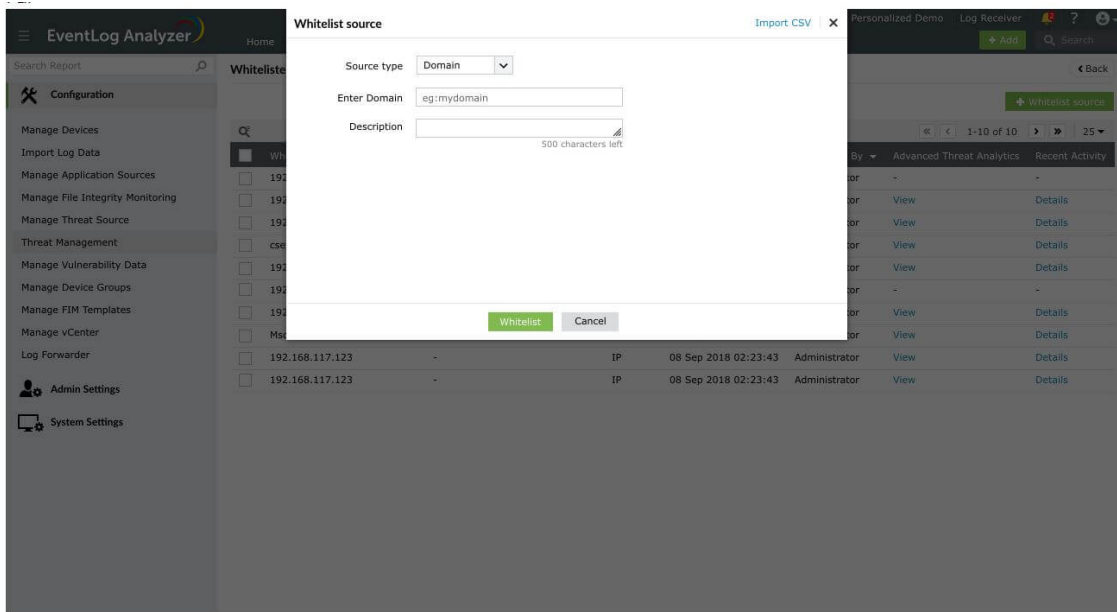 Whitelist source
Import CSV
Personalized Demo Log Receiver ?
EventLog Analyzer
Home
+ Add
Search
Search Report
Whiteliste
Back
Source type Domain
Configuration
Enter Domain eg:mydomain
+ Whitelist source
Description
Manage Devices
1-10 of 10 25
500 characters left
Import Log Data
Wh By Advanced Threat Analytics Recent Activity
Manage Application Sources
192 tor - -
Manage File Integrity Monitoring
192 tor View Details
Manage Threat Source
192 tor View Details
Threat Management
cse tor View Details
Manage Vulnerability Data
192 tor View Details
Manage Device Groups
192 tor - -
Manage FIM Templates
192 tor View Details
Whitelist Cancel
Manage vCenter
Msc tor View Details
Log Forwarder
192.168.117.123 - IP 08 Sep 2018 02:23:43 Administrator View Details
192.168.117.123 - IP 08 Sep 2018 02:23:43 Administrator View Details
Admin Settings
System Settings